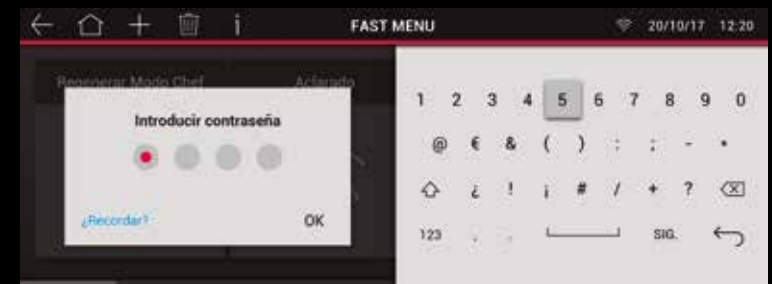 FAST MENU 20/10/17 12:20
Regenerar Modo Chef Aclarado
Introducir contraseña
¿Recordar? OK
1 2 3 4 5 6 7 8 9 0
@ € & ( ) : ; - *
¿ ! ¡ # / + ?
123 , . SIG.